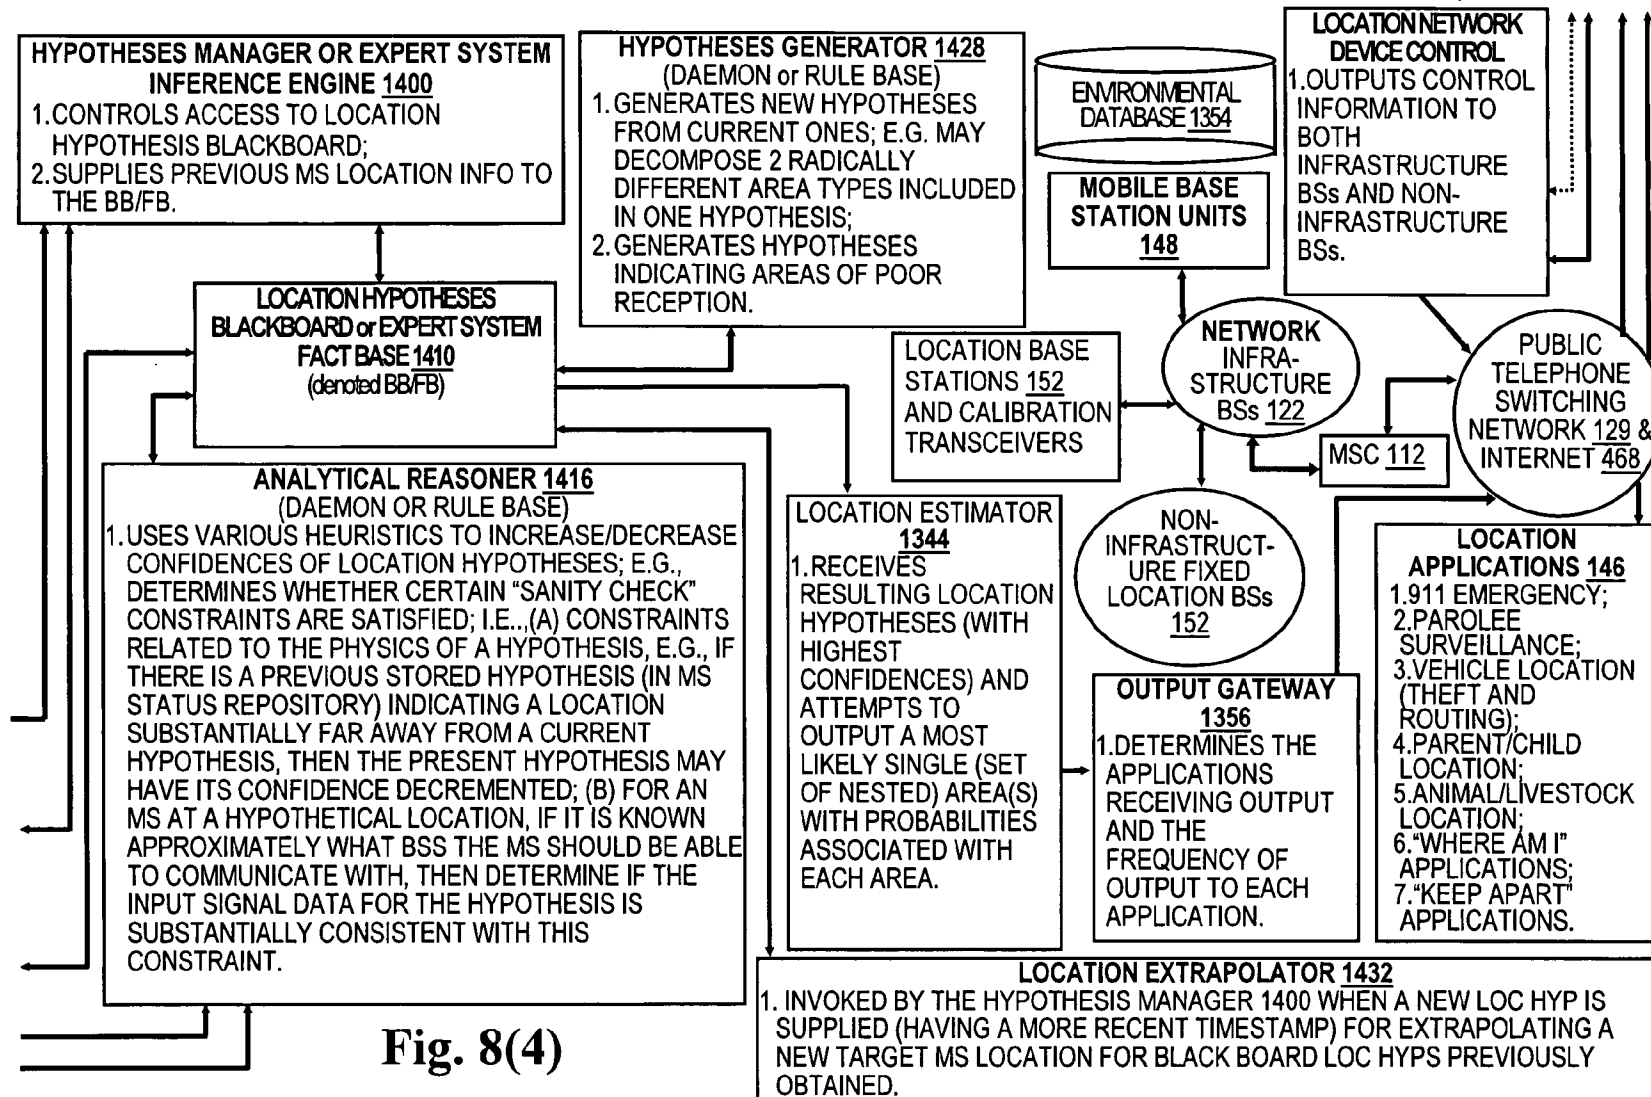 HYPOTHESES MANAGER OR EXPERT SYSTEM
INFERENCE ENGINE 1400
1.CONTROLS ACCESS TO LOCATION
HYPOTHESIS BLACKBOARD;
2.SUPPLIES PREVIOUS MS LOCATION INFO TO
THE BB/FB.
HYPOTHESES GENERATOR 1428
(DAEMON or RULE BASE)
1.GENERATES NEW HYPOTHESES
FROM CURRENT ONES; E.G. MAY
DECOMPOSE 2 RADICALLY
DIFFERENT AREA TYPES INCLUDED
IN ONE HYPOTHESIS;
2.GENERATES HYPOTHESES
INDICATING AREAS OF POOR
RECEPTION.
ENVIRONMENTAL
DATABASE 1354
LOCATION NETWORK
DEVICE CONTROL
1.OUTPUTS CONTROL
INFORMATION TO
BOTH
INFRASTRUCTURE
BSs AND NON-
INFRASTRUCTURE
BSs.
MOBILE BASE
STATION UNITS
148
LOCATION HYPOTHESES
BLACKBOARD or EXPERT SYSTEM
FACT BASE 1410
(denoted BB/FB)
LOCATION BASE
STATIONS 152
AND CALIBRATION
TRANSCEIVERS
NETWORK
INFRA-
STRUCTURE
BSs 122
PUBLIC
TELEPHONE
SWITCHING
NETWORK 129 &
INTERNET 468
MSC 112
ANALYTICAL REASONER 1416
(DAEMON OR RULE BASE)
1.USES VARIOUS HEURISTICS TO INCREASE/DECREASE
CONFIDENCES OF LOCATION HYPOTHESES; E.G.,
DETERMINES WHETHER CERTAIN “SANITY CHECK”
CONSTRAINTS ARE SATISFIED; I.E..,(A) CONSTRAINTS
RELATED TO THE PHYSICS OF A HYPOTHESIS, E.G., IF
THERE IS A PREVIOUS STORED HYPOTHESIS (IN MS
STATUS REPOSITORY) INDICATING A LOCATION
SUBSTANTIALLY FAR AWAY FROM A CURRENT
HYPOTHESIS, THEN THE PRESENT HYPOTHESIS MAY
HAVE ITS CONFIDENCE DECREMENTED; (B) FOR AN
MS AT A HYPOTHETICAL LOCATION, IF IT IS KNOWN
APPROXIMATELY WHAT BSS THE MS SHOULD BE ABLE
TO COMMUNICATE WITH, THEN DETERMINE IF THE
INPUT SIGNAL DATA FOR THE HYPOTHESIS IS
SUBSTANTIALLY CONSISTENT WITH THIS
CONSTRAINT.
LOCATION ESTIMATOR
1344
1.RECEIVES
RESULTING LOCATION
HYPOTHESES (WITH
HIGHEST
CONFIDENCES) AND
ATTEMPTS TO
OUTPUT A MOST
LIKELY SINGLE (SET
OF NESTED) AREA(S)
WITH PROBABILITIES
ASSOCIATED WITH
EACH AREA.
NON-
INFRASTRUCT-
URE FIXED
LOCATION BSs
152
OUTPUT GATEWAY
1356
1.DETERMINES THE
APPLICATIONS
RECEIVING OUTPUT
AND THE
FREQUENCY OF
OUTPUT TO EACH
APPLICATION.
LOCATION
APPLICATIONS 146
1.911 EMERGENCY;
2.PAROLEE
SURVEILLANCE;
3.VEHICLE LOCATION
(THEFT AND
ROUTING);
4.PARENT/CHILD
LOCATION;
5.ANIMAL/LIVESTOCK
LOCATION;
6.“WHERE AM I”
APPLICATIONS;
7.“KEEP APART”
APPLICATIONS.
LOCATION EXTRAPOLATOR 1432
1. INVOKED BY THE HYPOTHESIS MANAGER 1400 WHEN A NEW LOC HYP IS
SUPPLIED (HAVING A MORE RECENT TIMESTAMP) FOR EXTRAPOLATING A
NEW TARGET MS LOCATION FOR BLACK BOARD LOC HYPS PREVIOUSLY
OBTAINED.
Fig. 8(4)